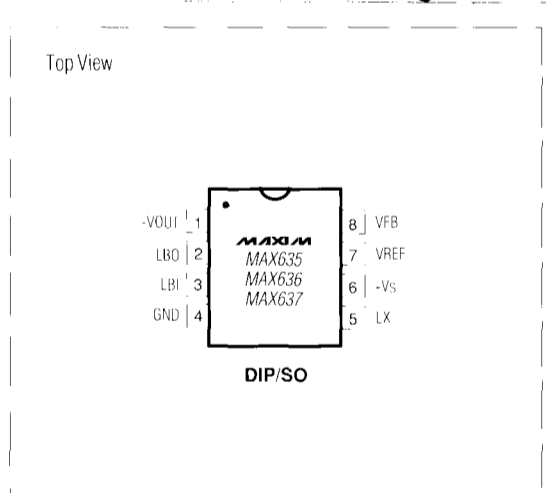 Top View
-VOUT 1
LBO 2
LBI 3
GND 4
MAXIM
MAX635
MAX636
MAX637
8 VFB
7 VREF
6 -Vs
5 LX
DIP/SO